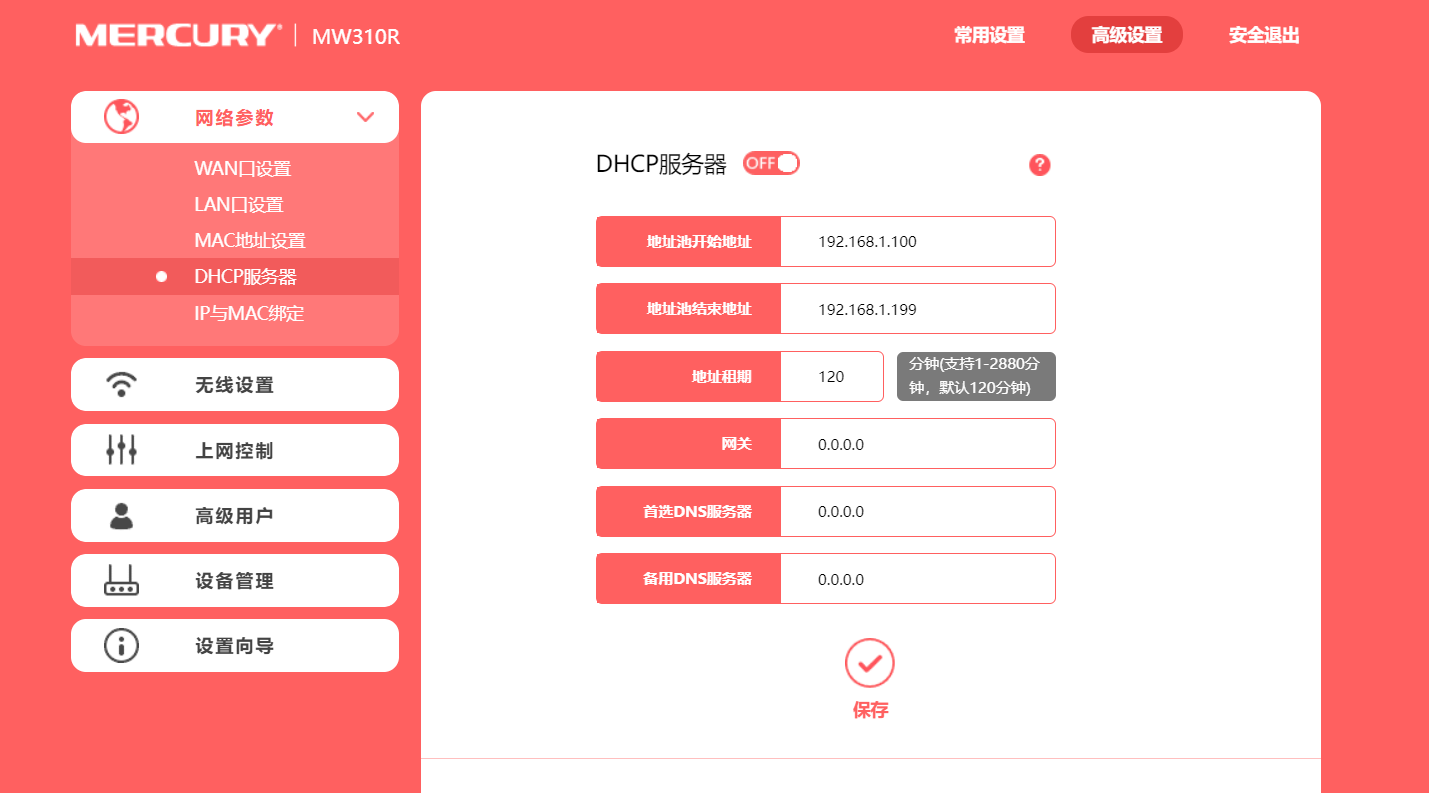 MERCURY® MW310R
常用设置 高级设置 安全退出
网络参数
WAN口设置
LAN口设置
MAC地址设置
DHCP服务器
IP与MAC绑定
无线设置
上网控制
高级用户
设备管理
设置向导
DHCP服务器 OFF ?
地址池开始地址 192.168.1.100
地址池结束地址 192.168.1.199
地址租期 120 分钟(支持1-2880分
钟，默认120分钟)
网关 0.0.0.0
首选DNS服务器 0.0.0.0
备用DNS服务器 0.0.0.0
保存